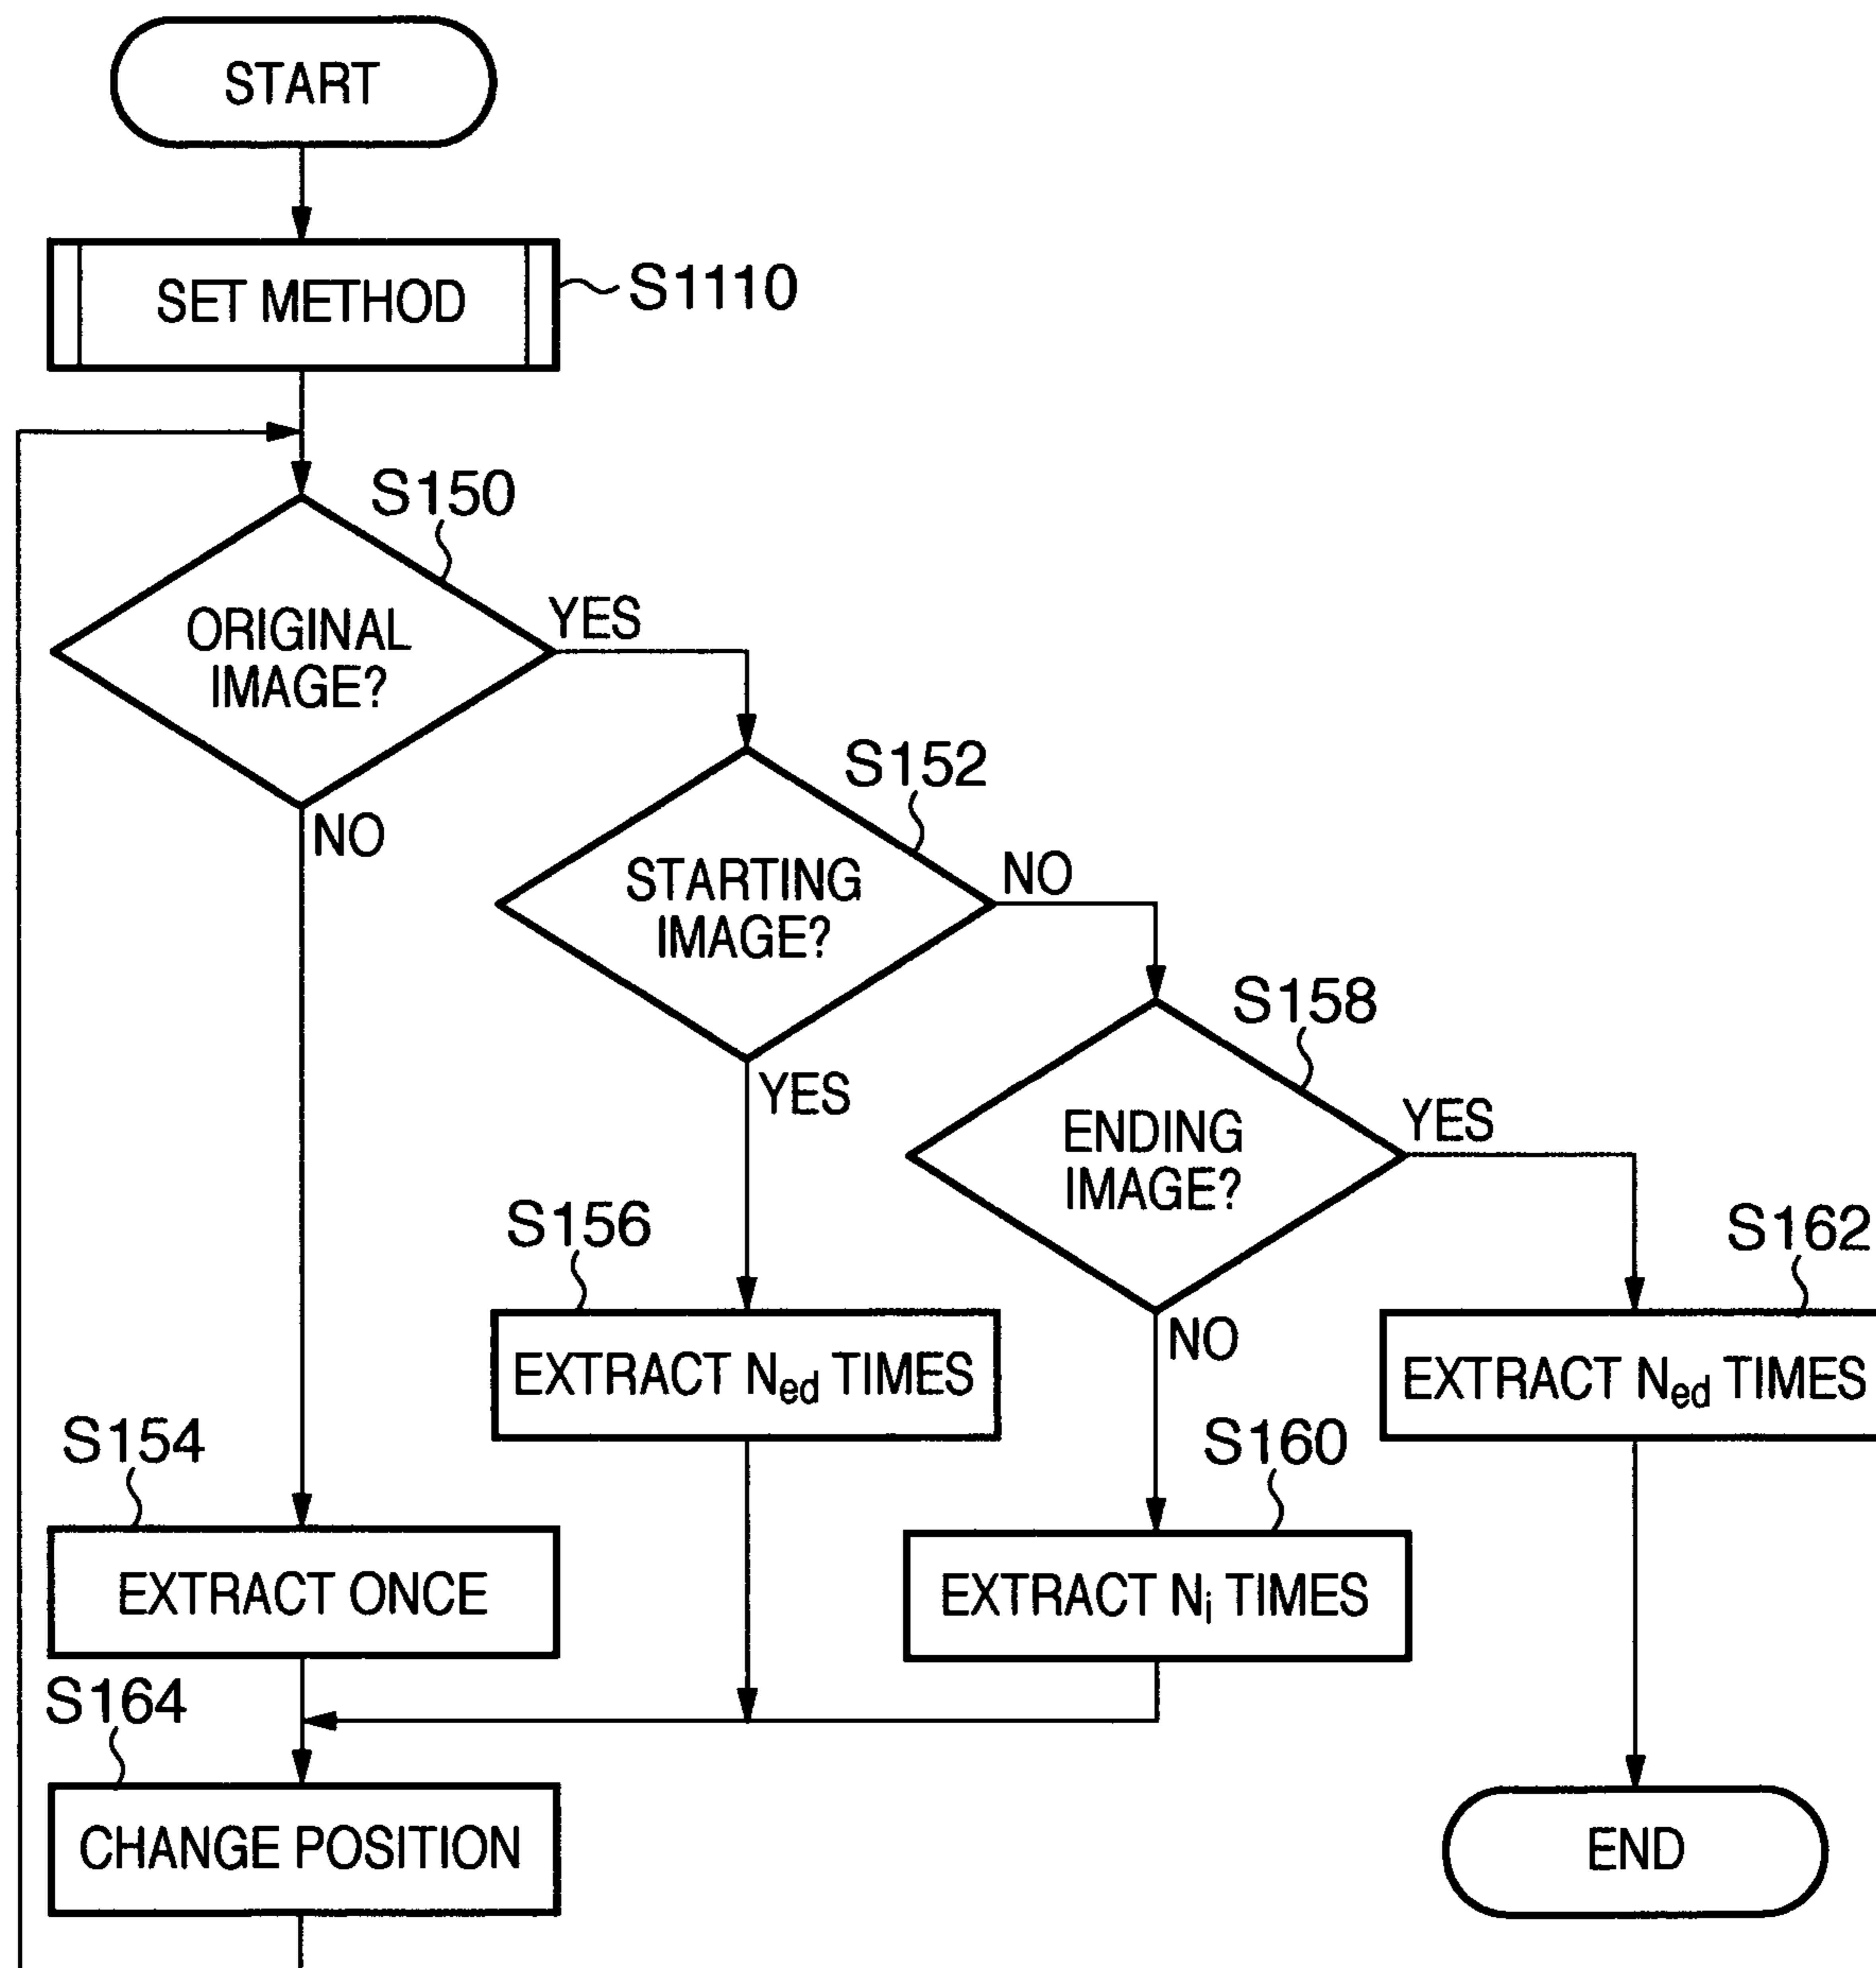 START
SET METHOD
S1110
S150
ORIGINAL
IMAGE?
YES
NO
S152
STARTING
IMAGE?
NO
YES
S158
ENDING
IMAGE?
YES
NO
S156
EXTRACT Ned TIMES
S162
EXTRACT Ned TIMES
S154
EXTRACT ONCE
S160
EXTRACT Ni TIMES
S164
CHANGE POSITION
END